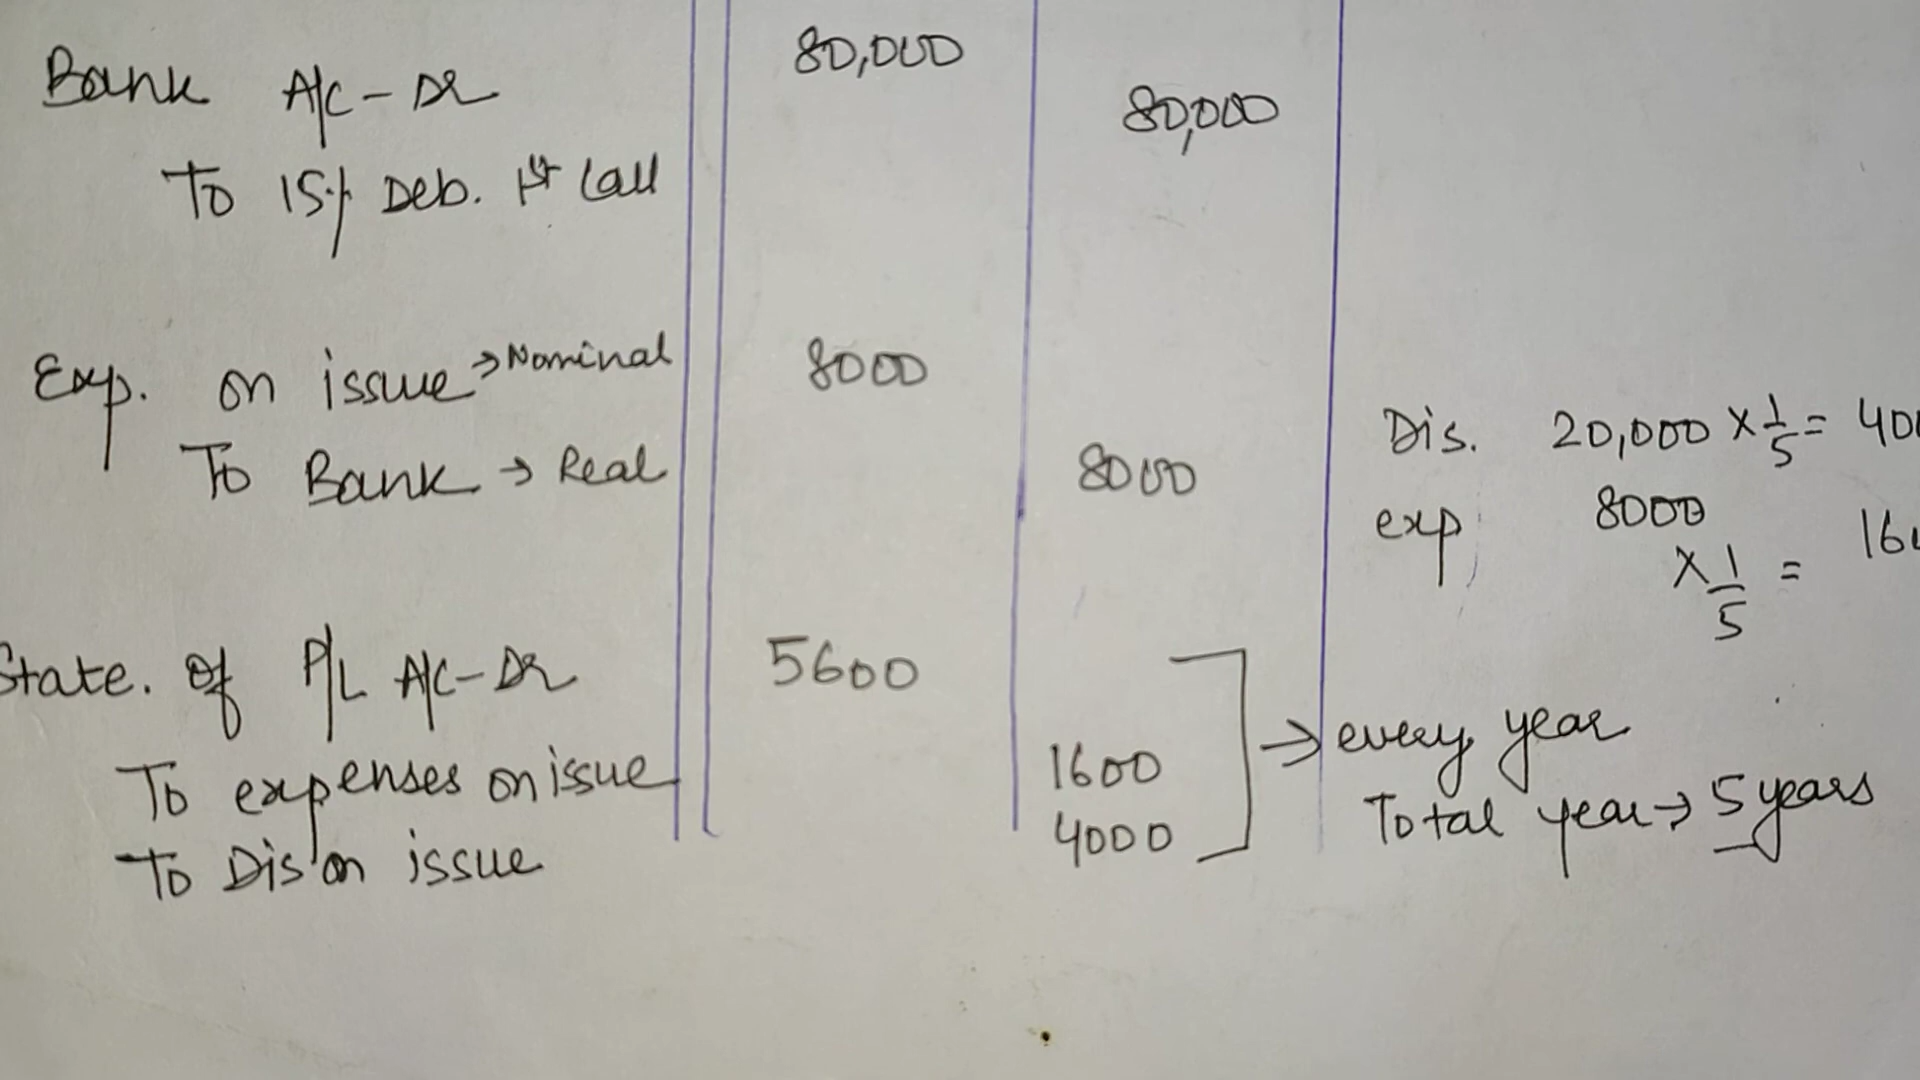 Bank A/C - Dr 80,000
To 15% Deb. 1st Call 80,000
Exp. on issue → Nominal 8000
To Bank → Real 8000
Dis. 20,000 × 1/5 = 400
exp 8000 × 1/5 = 160
State. of P/L A/C - Dr 5600
To expenses on issue 1600
To Dis on issue 4000
→ every year
Total year → 5 years